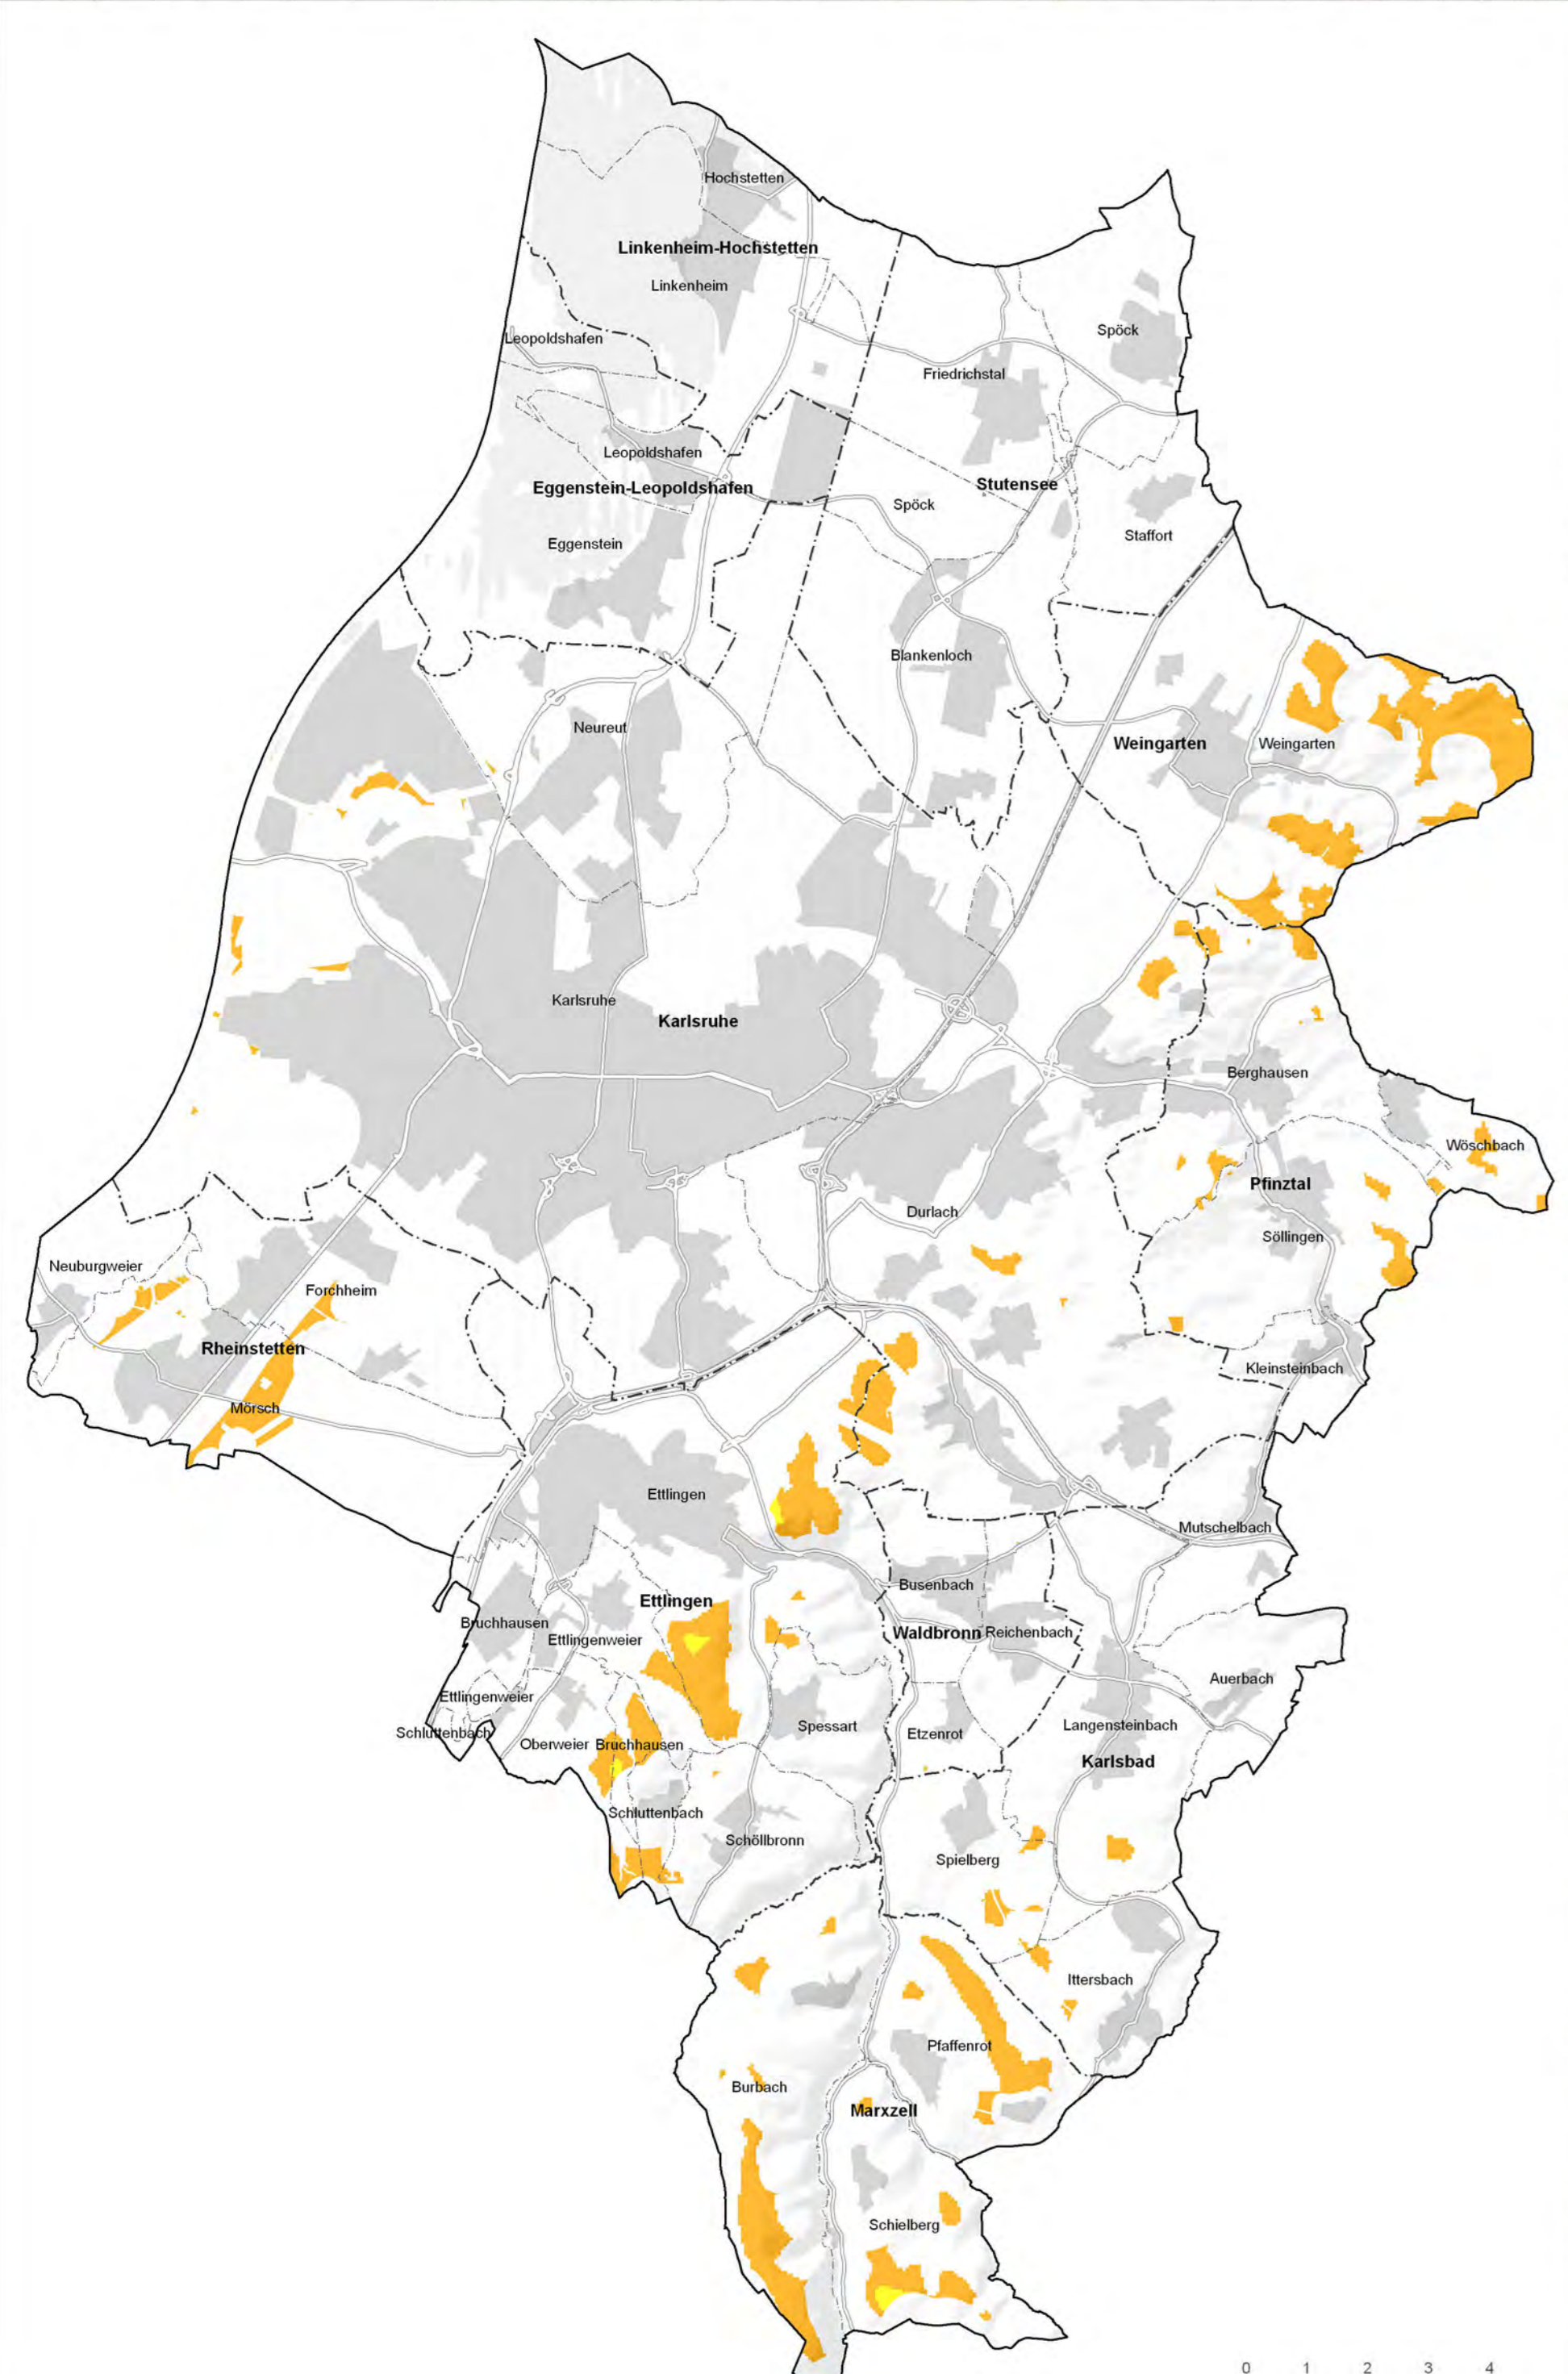 Hochstetten
Linkenheim-Hochstetten
Linkenheim
Spöck
Leopoldshafen
Friedrichstal
Leopoldshafen
Stutensee
Eggenstein-Leopoldshafen
Spöck
Staffort
Eggenstein
Blankenloch
Neureut
Weingarten
Weingarten
Karlsruhe
Karlsruhe
Berghausen
Wöschbach
Pfinztal
Durlach
Söllingen
Neuburgweier
Forchheim
Rheinstetten
Kleinsteinbach
Mörsch
Ettlingen
Mutschelbach
Busenbach
Ettlingen
Bruchhausen
Waldbronn
Reichenbach
Ettlingenweier
Auerbach
Ettlingenweier
Spessart
Langensteinbach
Schluttenbach
Etzenrot
Oberweier
Bruchhausen
Karlsbad
Schluttenbach
Schöllbronn
Spielberg
Ittersbach
Pfaffenrot
Burbach
Marxzell
Schielberg
0 1 2 3 4